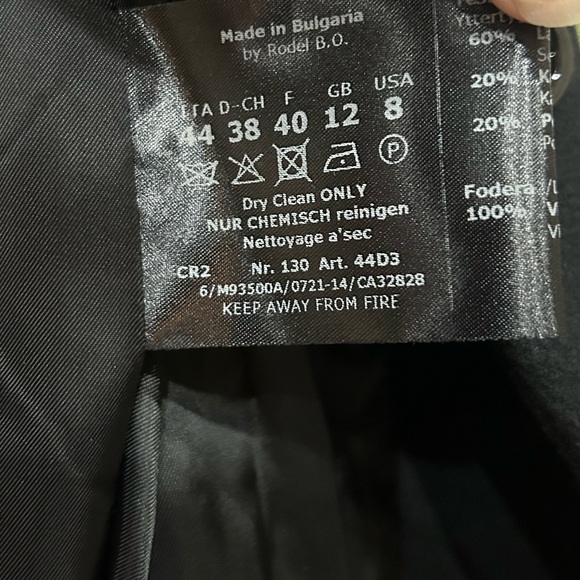 Made in Bulgaria
by Rodel B.O.
ITA D-CH F GB USA
44 38 40 12 8
P
Dry Clean ONLY
NUR CHEMISCH reinigen
Nettoyage a'sec
CR2 Nr. 130 Art. 44D3
6/M93500A/0721-14/CA32828
KEEP AWAY FROM FIRE
60%
20%
20%
Fodera
100%